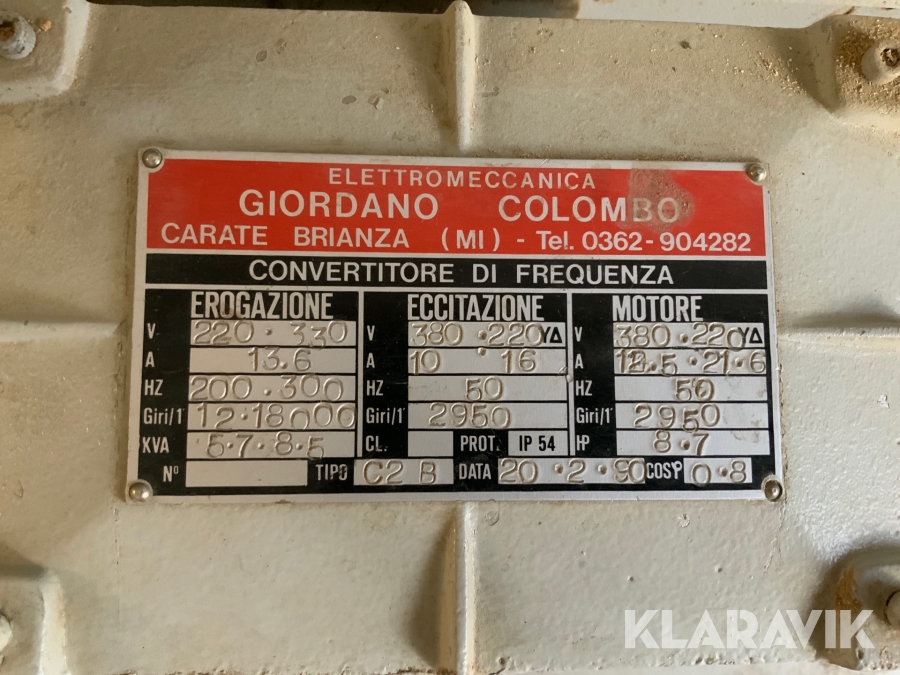 ELETTROMECCANICA
GIORDANO COLOMBO
CARATE BRIANZA (MI) - Tel. 0362-904282
CONVERTITORE DI FREQUENZA
EROGAZIONE ECCITAZIONE MOTORE
V 220·330 V 380·220 Y∆ V 380·220 Y∆
A 13.6 A 10 16 A 12.5·21·6
HZ 200·300 HZ 50 HZ 50
Giri/1' 12·18000 Giri/1' 2950 Giri/1' 2950
KVA 5·7·8·5 CL. PROT. IP 54 HP 8·7
N° TIPO C2 B DATA 20·2·90 COSφ 0·8
KLARAVIK